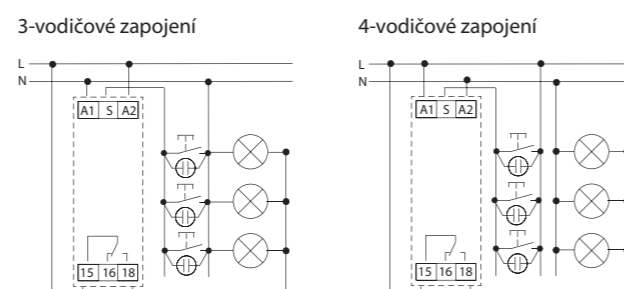 3-vodičové zapojení
L
N
A1 S A2
15 16 18
4-vodičové zapojení
L
N
A1 S A2
15 16 18